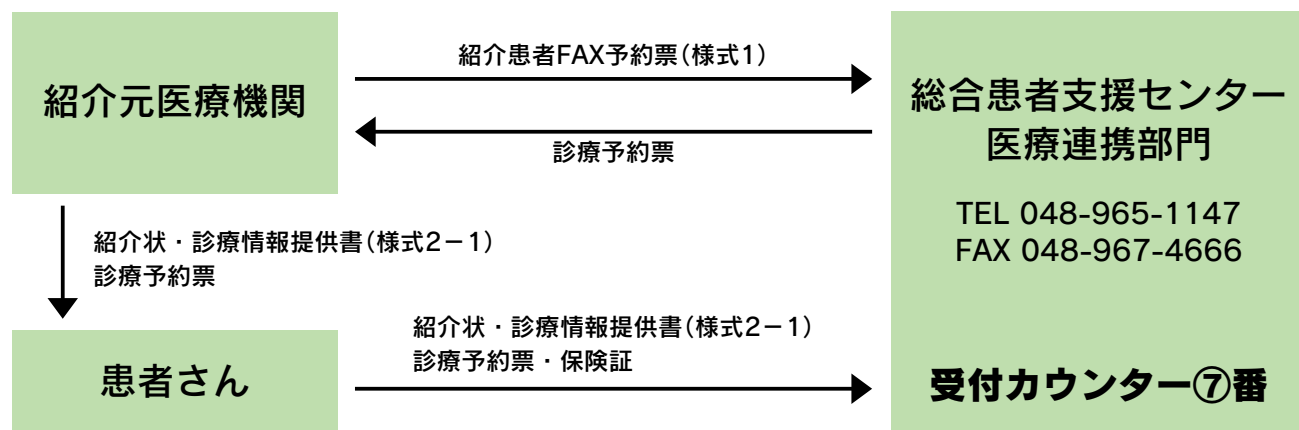 紹介元医療機関
紹介患者FAX予約票(様式1)
診療予約票
総合患者支援センター
医療連携部門
TEL 048-965-1147
FAX 048-967-4666
紹介状・診療情報提供書(様式2−1)
診療予約票
患者さん
紹介状・診療情報提供書(様式2−1)
診療予約票・保険証
受付カウンター⑦番